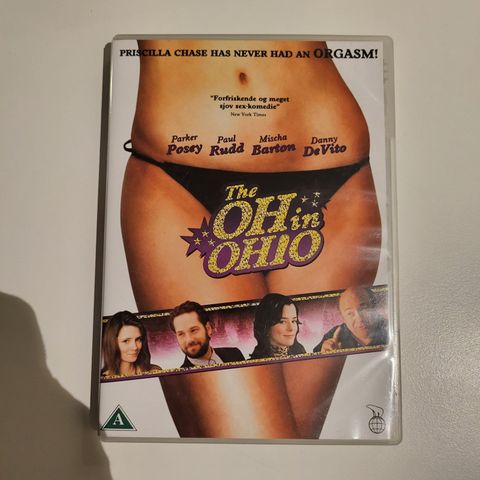 PRISCILLA CHASE HAS NEVER HAD AN ORGASM!
"Forfriskende og meget
sjov sex-komedie"
New York Times
Parker Paul Mischa Danny
Posey Rudd Barton DeVito
The
OH in
OHIO
A